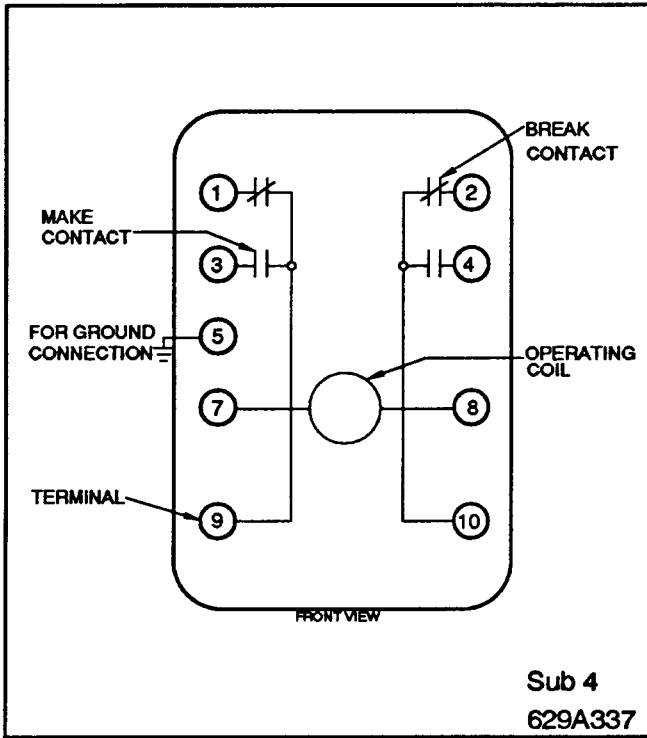 BREAK
CONTACT
1
2
MAKE
CONTACT
3
4
FOR GROUND
CONNECTION
5
OPERATING
COIL
7
8
TERMINAL
9
10
FRONT VIEW
Sub 4
629A337